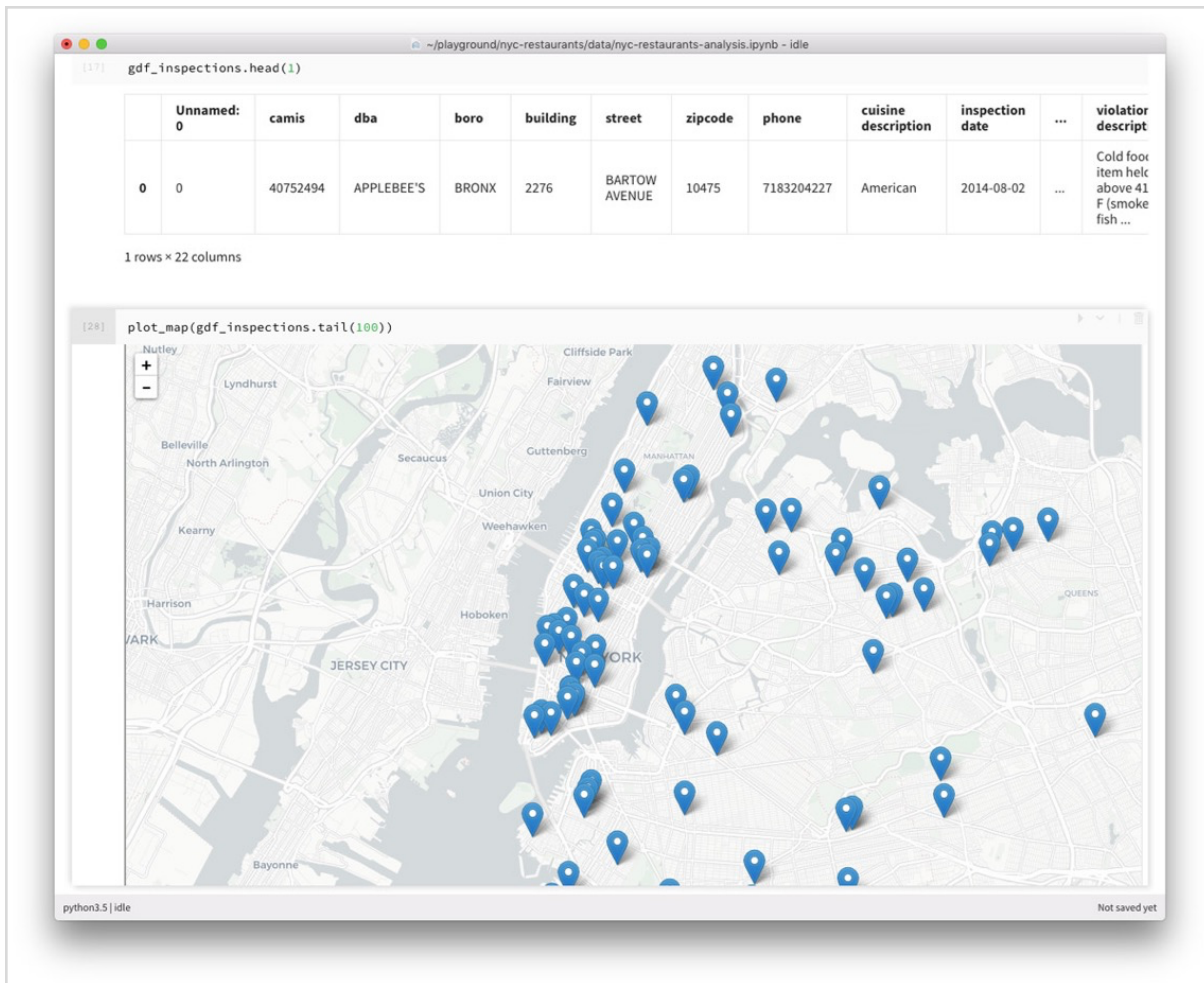 ~/playground/nyc-restaurants/data/nyc-restaurants-analysis.ipynb - idle
[17] gdf_inspections.head(1)
Unnamed: 0 camis dba boro building street zipcode phone cuisine description inspection date ... violation descript
0 0 40752494 APPLEBEE'S BRONX 2276 BARTOW AVENUE 10475 7183204227 American 2014-08-02 ... Cold food item held above 41 F (smoke fish ...
1 rows × 22 columns
[28] plot_map(gdf_inspections.tail(100))
Nutley
Cliffside Park
+
Lyndhurst
Fairview
−
Belleville
Guttenberg
North Arlington
Secaucus
MANHATTAN
Union City
Kearny
Weehawken
Harrison
Hoboken
QUEENS
/ARK
JERSEY CITY
YORK
Bayonne
python3.5 | idle
Not saved yet